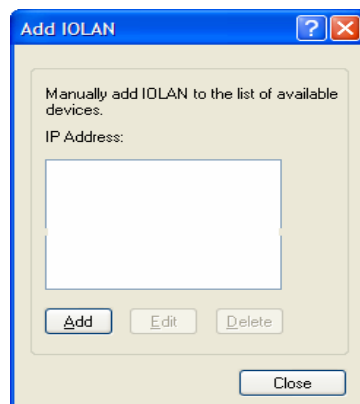 Add IOLAN
?
Manually add IOLAN to the list of available
devices.
IP Address:
Add Edit Delete
Close